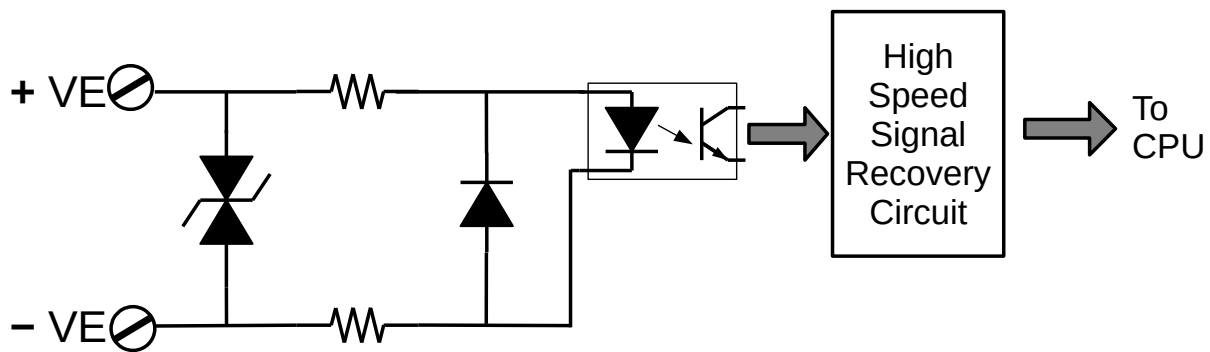 + VE
High
Speed
Signal
Recovery
Circuit
To
CPU
− VE